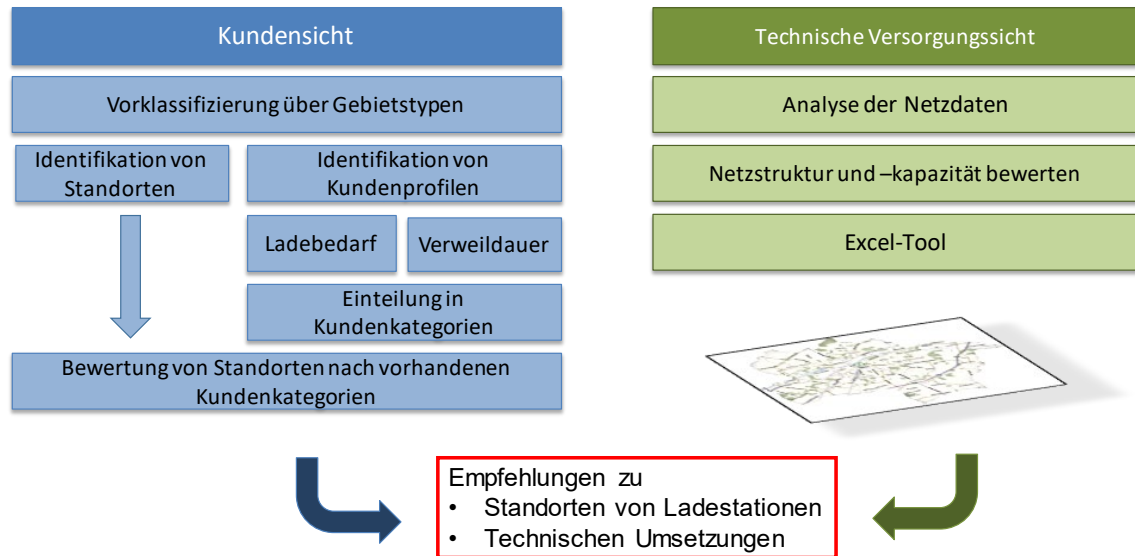 Kundensicht
Vorklassifizierung über Gebietstypen
Identifikation von
Standorten
Identifikation von
Kundenprofilen
Ladebedarf
Verweildauer
Einteilung in
Kundenkategorien
Bewertung von Standorten nach vorhandenen
Kundenkategorien
Technische Versorgungssicht
Analyse der Netzdaten
Netzstruktur und –kapazität bewerten
Excel-Tool
Empfehlungen zu
• Standorten von Ladestationen
• Technischen Umsetzungen